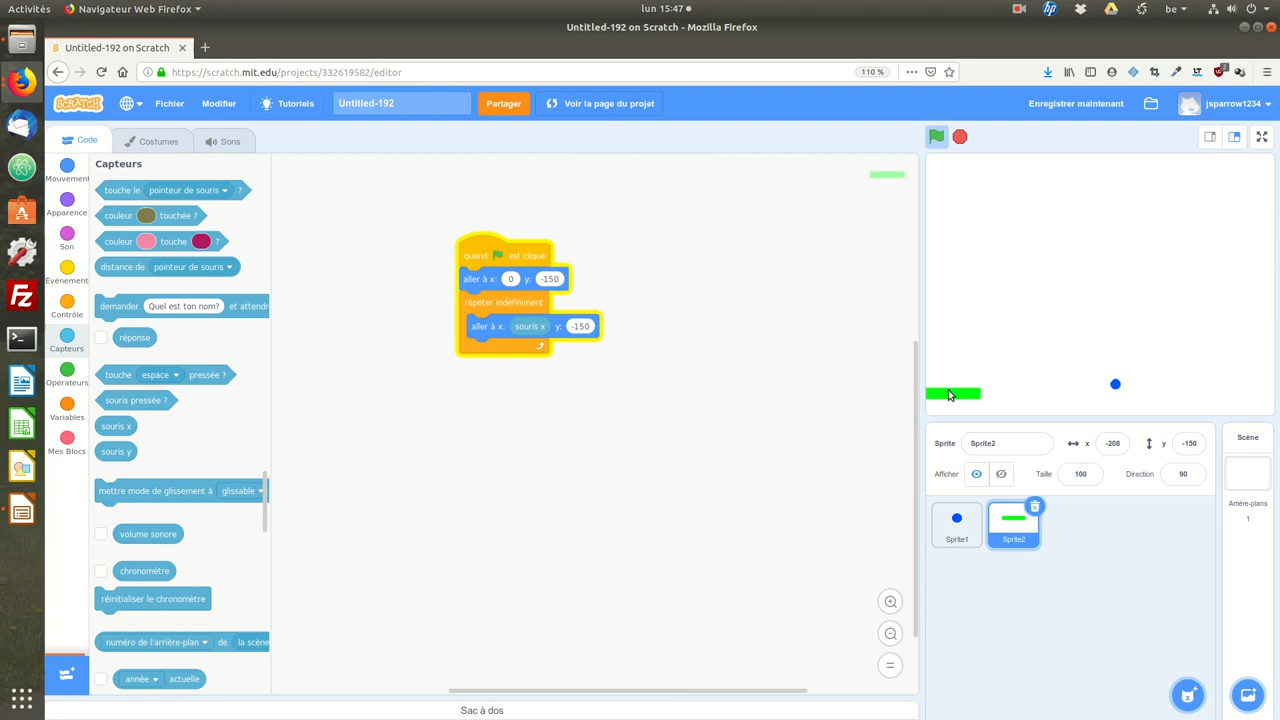 Activités Navigateur Web Firefox lun 15:47 be
Untitled-192 on Scratch - Mozilla Firefox
Untitled-192 on Scratch
https://scratch.mit.edu/projects/332619582/editor 110 %
SCRATCH Fichier Modifier Tutoriels Untitled-192 Partager Voir la page du projet Enregistrer maintenant jsparrow1234
Code Costumes Sons
Mouvement
Apparence
Son
Événement
Contrôle
Capteurs
Opérateurs
Variables
Mes Blocs
Capteurs
touche le pointeur de souris ?
couleur touchée ?
couleur touche ?
distance de pointeur de souris
demander Quel est ton nom? et attendr
réponse
touche espace pressée ?
souris pressée ?
souris x
souris y
mettre mode de glissement à glissable
volume sonore
chronomètre
réinitialiser le chronomètre
numéro de l'arrière-plan de la scène
année actuelle
quand est cliqué
aller à x: 0 y: -150
répéter indéfiniment
aller à x: souris x y: -150
Sprite Sprite2 x -208 y -150
Afficher Taille 100 Direction 90
Sprite1
Sprite2
Scène
Arrière-plans
1
Sac à dos